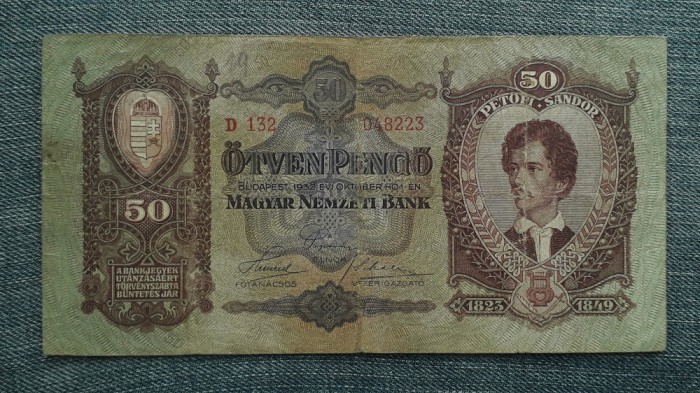 50
50
PETŐFI SÁNDOR
D 132 048223
ÖTVEN PENGŐ
BUDAPEST, 1932. ÉVI OKTÓBER HÓ 1-ÉN
MAGYAR NEMZETI BANK
50
ELNÖK
FŐTANÁCSOS
VEZÉRIGAZGATÓ
A BANKJEGYEK
UTÁNZÁSÁÉRT
TÖRVÉNYSZABTA
BÜNTETÉS JÁR
1823 1849